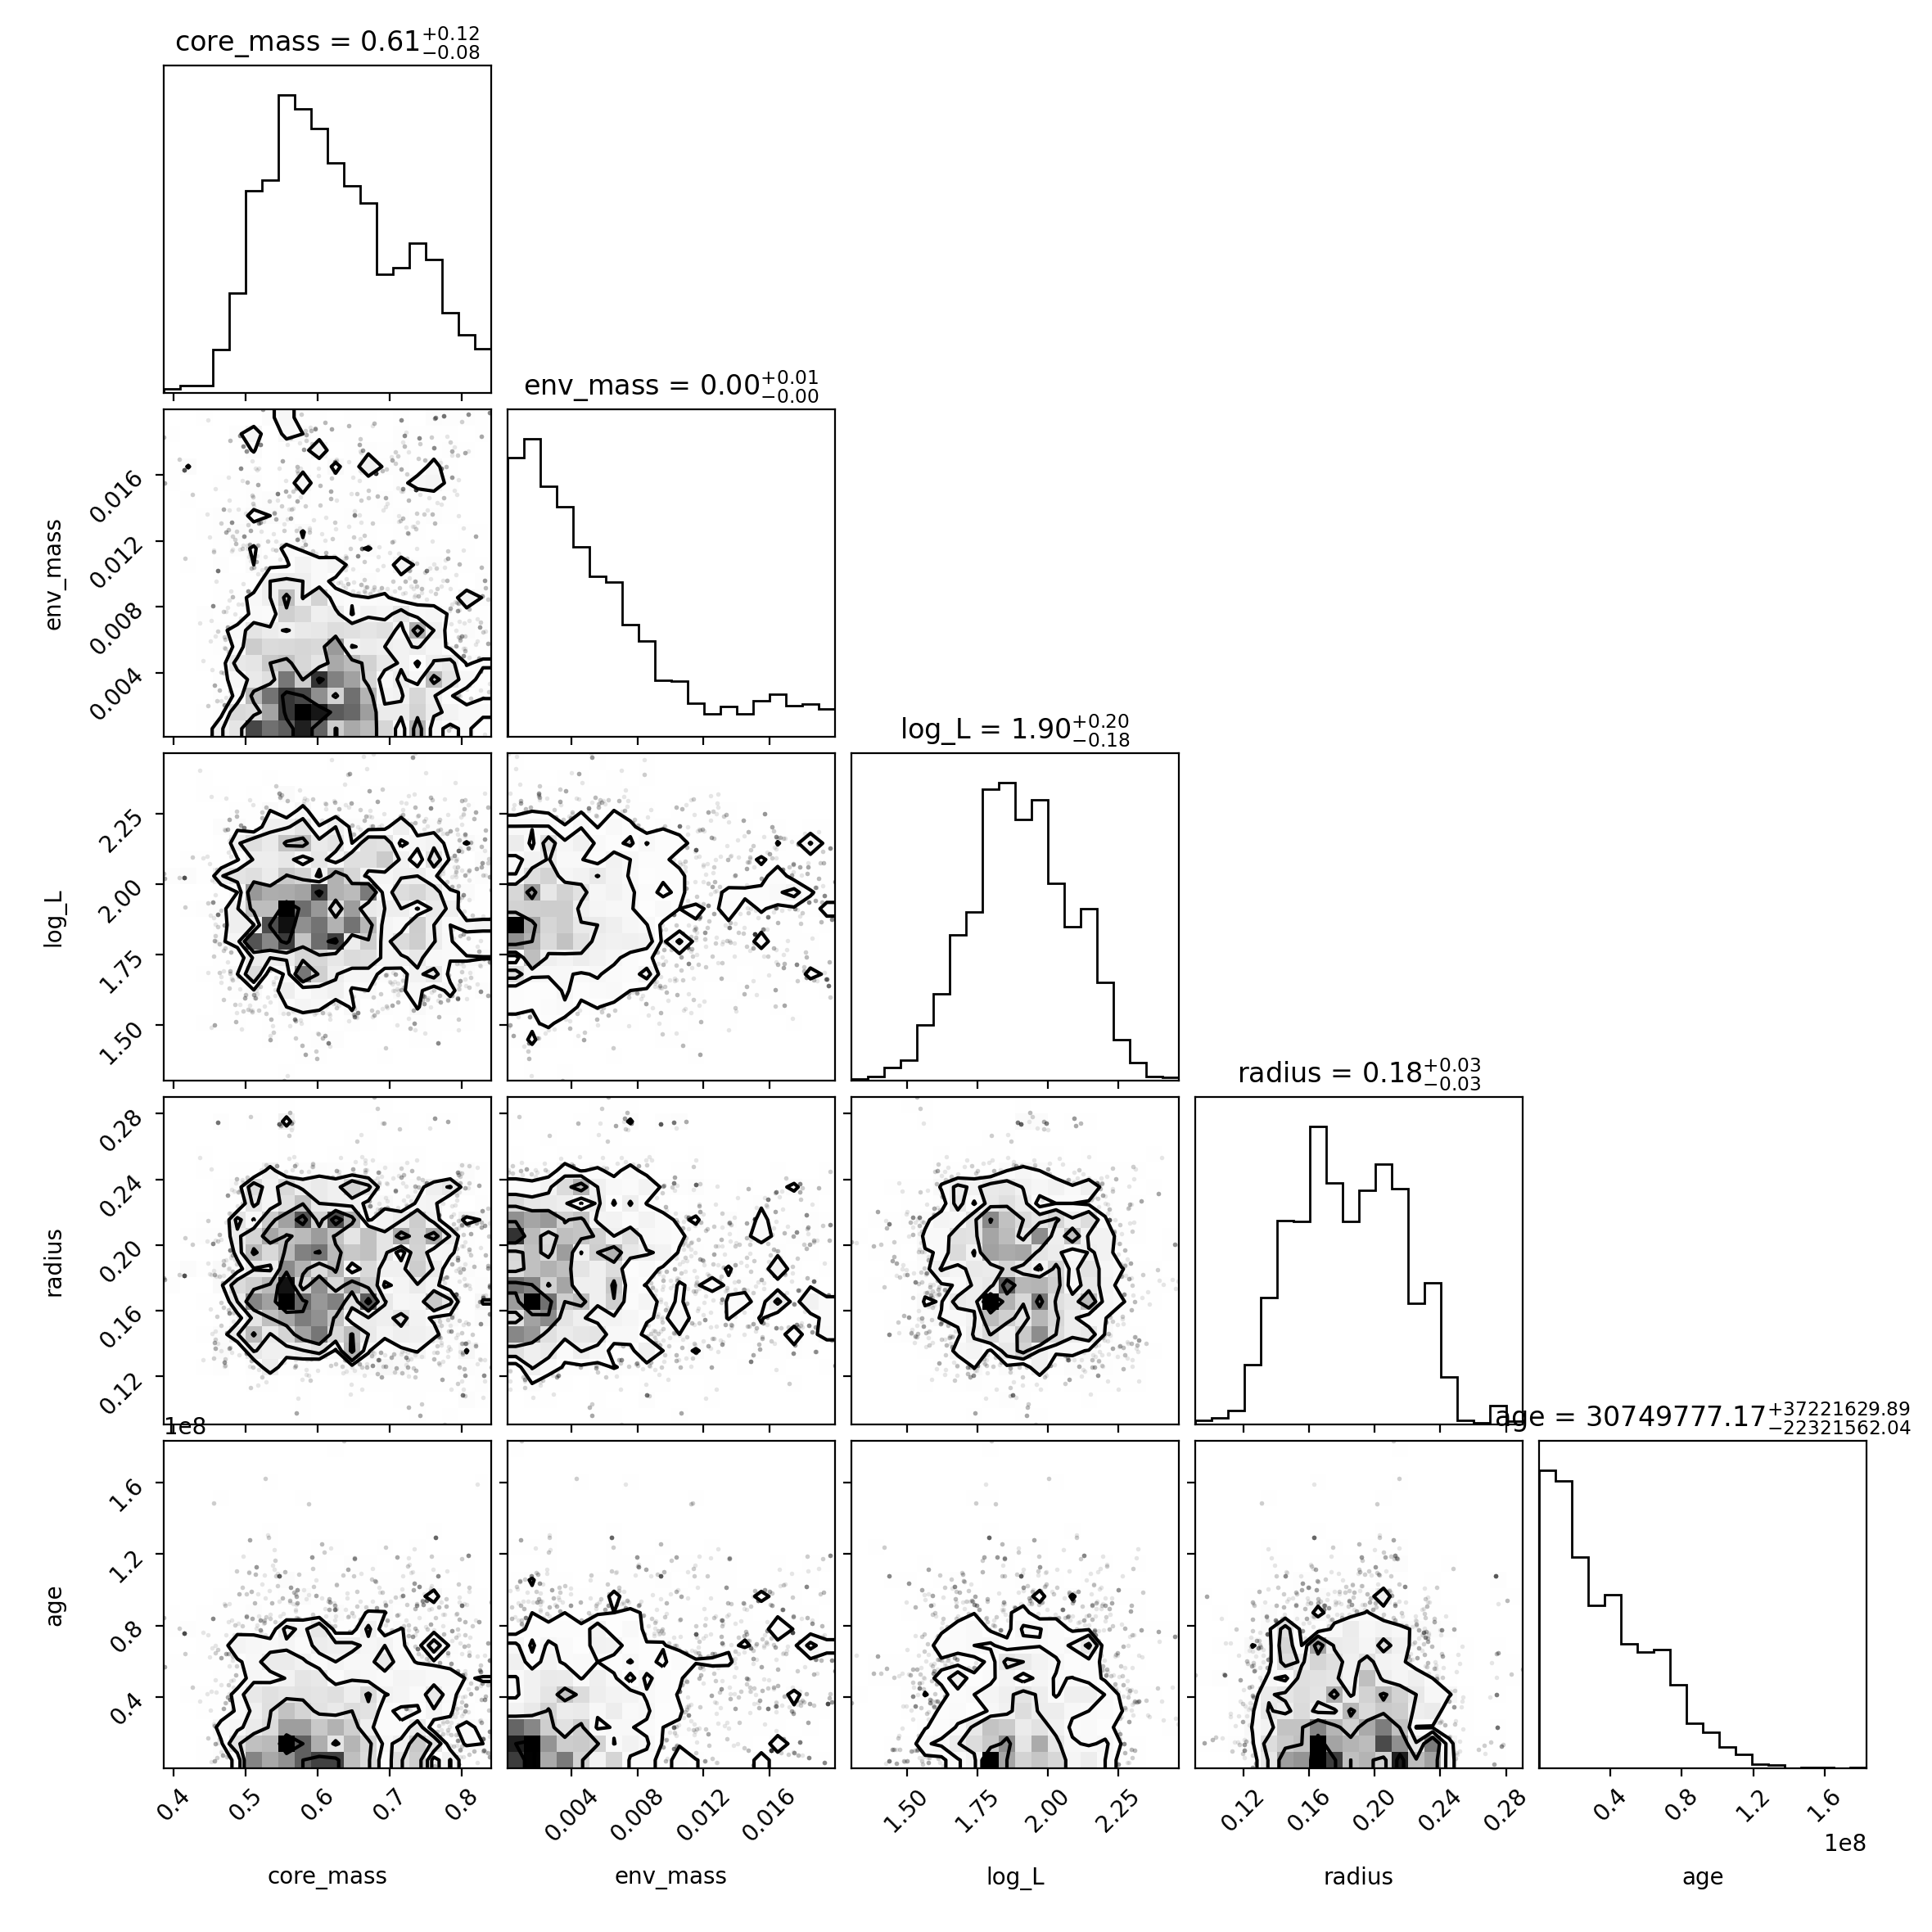 core_mass = 0.61+0.12−0.08
env_mass = 0.00+0.01−0.00
0.016
0.012
0.008
0.004
env_mass
log_L = 1.90+0.20−0.18
2.25
2.00
1.75
1.50
log_L
radius = 0.18+0.03−0.03
0.28
0.24
0.20
0.16
0.12
radius
1e8
age = 30749777.17+37221629.89−22321562.04
1.6
1.2
0.8
0.4
age
0.4 0.5 0.6 0.7 0.8
0.004 0.008 0.012 0.016
1.50 1.75 2.00 2.25
0.12 0.16 0.20 0.24 0.28
0.4 0.8 1.2 1.6
1e8
core_mass env_mass log_L radius age